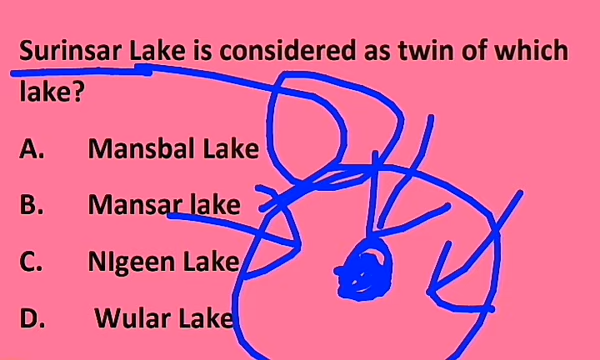 Surinsar Lake is considered as twin of which
lake?
A. Mansbal Lake
B. Mansar lake
C. NIgeen Lake
D. Wular Lake